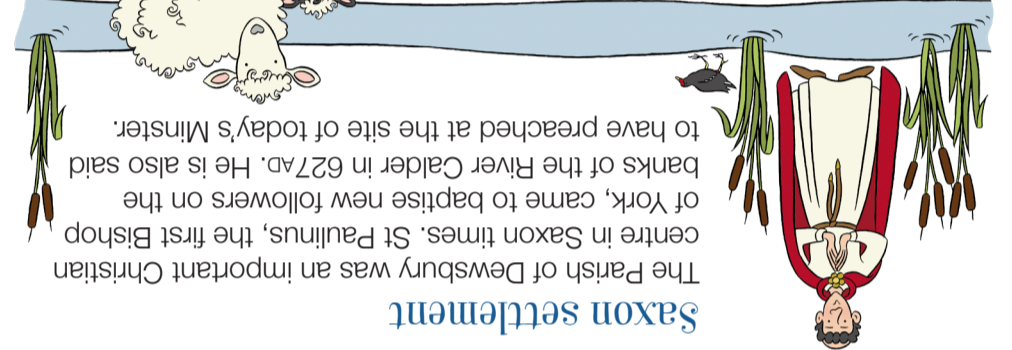 Saxon settlement
The Parish of Dewsbury was an important Christian
centre in Saxon times. St Paulinus, the first Bishop
of York, came to baptise new followers on the
banks of the River Calder in 627AD. He is also said
to have preached at the site of today's Minster.